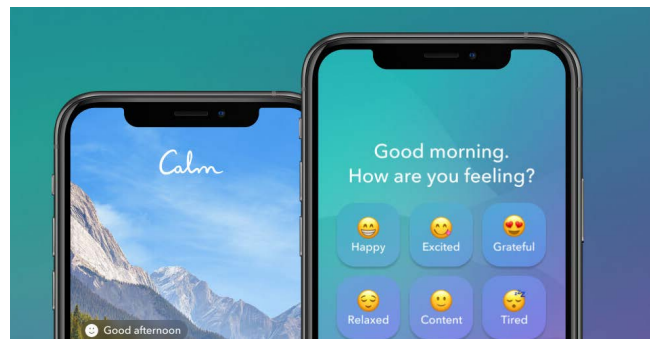 Calm
Good afternoon
Good morning.
How are you feeling?
Happy
Excited
Grateful
Relaxed
Content
Tired